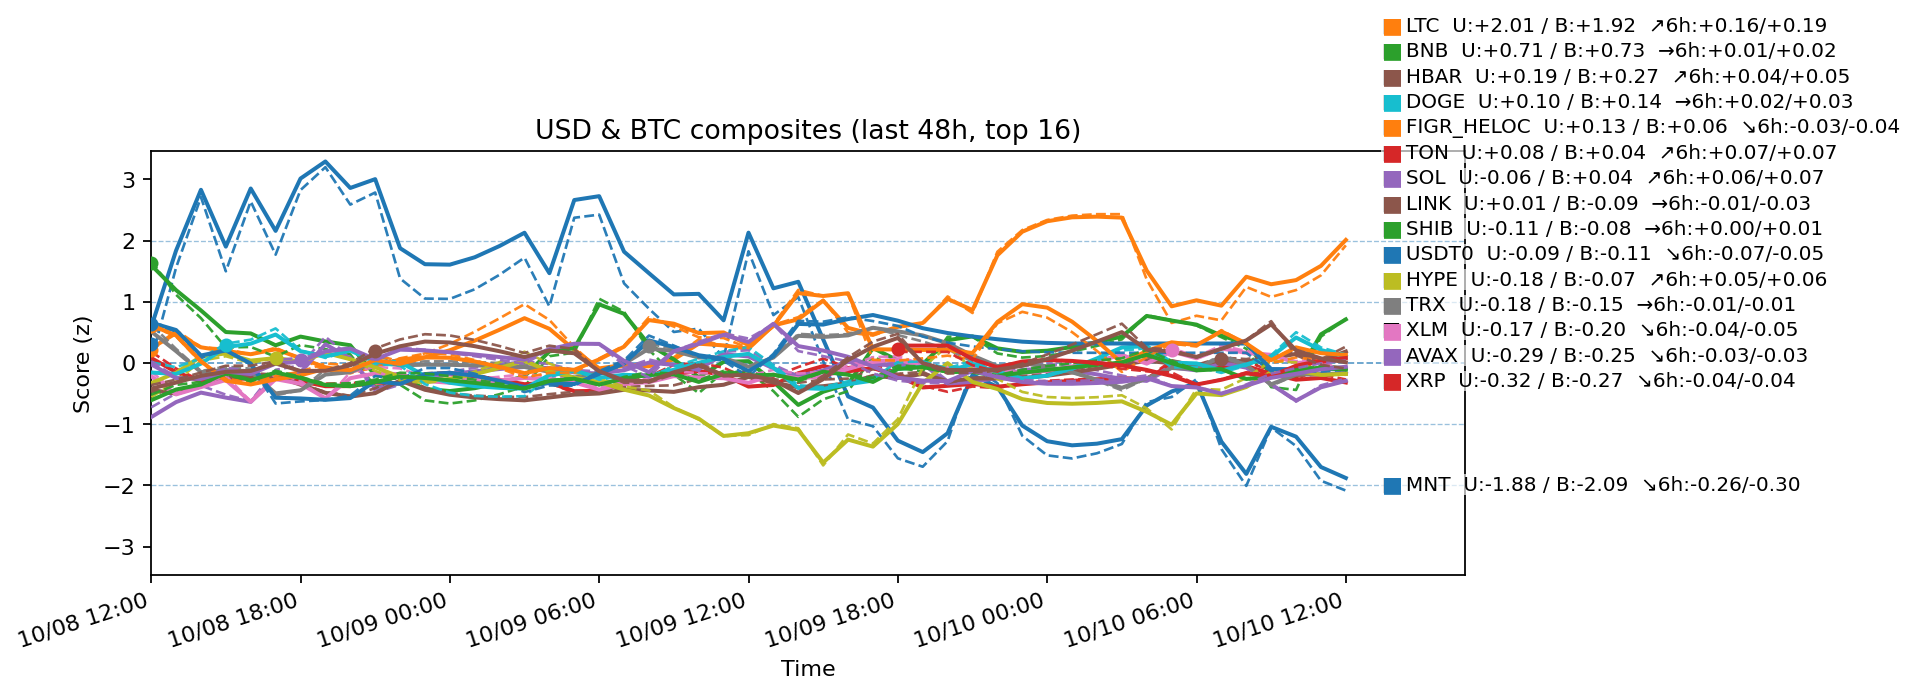 USD & BTC composites (last 48h, top 16)
LTC U:+2.01 / B:+1.92 ↗6h:+0.16/+0.19
BNB U:+0.71 / B:+0.73 →6h:+0.01/+0.02
HBAR U:+0.19 / B:+0.27 ↗6h:+0.04/+0.05
DOGE U:+0.10 / B:+0.14 →6h:+0.02/+0.03
FIGR_HELOC U:+0.13 / B:+0.06 ↘6h:-0.03/-0.04
TON U:+0.08 / B:+0.04 ↗6h:+0.07/+0.07
SOL U:-0.06 / B:+0.04 ↗6h:+0.06/+0.07
LINK U:+0.01 / B:-0.09 →6h:-0.01/-0.03
SHIB U:-0.11 / B:-0.08 →6h:+0.00/+0.01
USDT0 U:-0.09 / B:-0.11 ↘6h:-0.07/-0.05
HYPE U:-0.18 / B:-0.07 ↗6h:+0.05/+0.06
TRX U:-0.18 / B:-0.15 →6h:-0.01/-0.01
XLM U:-0.17 / B:-0.20 ↘6h:-0.04/-0.05
AVAX U:-0.29 / B:-0.25 ↘6h:-0.03/-0.03
XRP U:-0.32 / B:-0.27 ↘6h:-0.04/-0.04
MNT U:-1.88 / B:-2.09 ↘6h:-0.26/-0.30
Score (z)
3
2
1
0
−1
−2
−3
10/08 12:00
10/08 18:00
10/09 00:00
10/09 06:00
10/09 12:00
10/09 18:00
10/10 00:00
10/10 06:00
10/10 12:00
Time